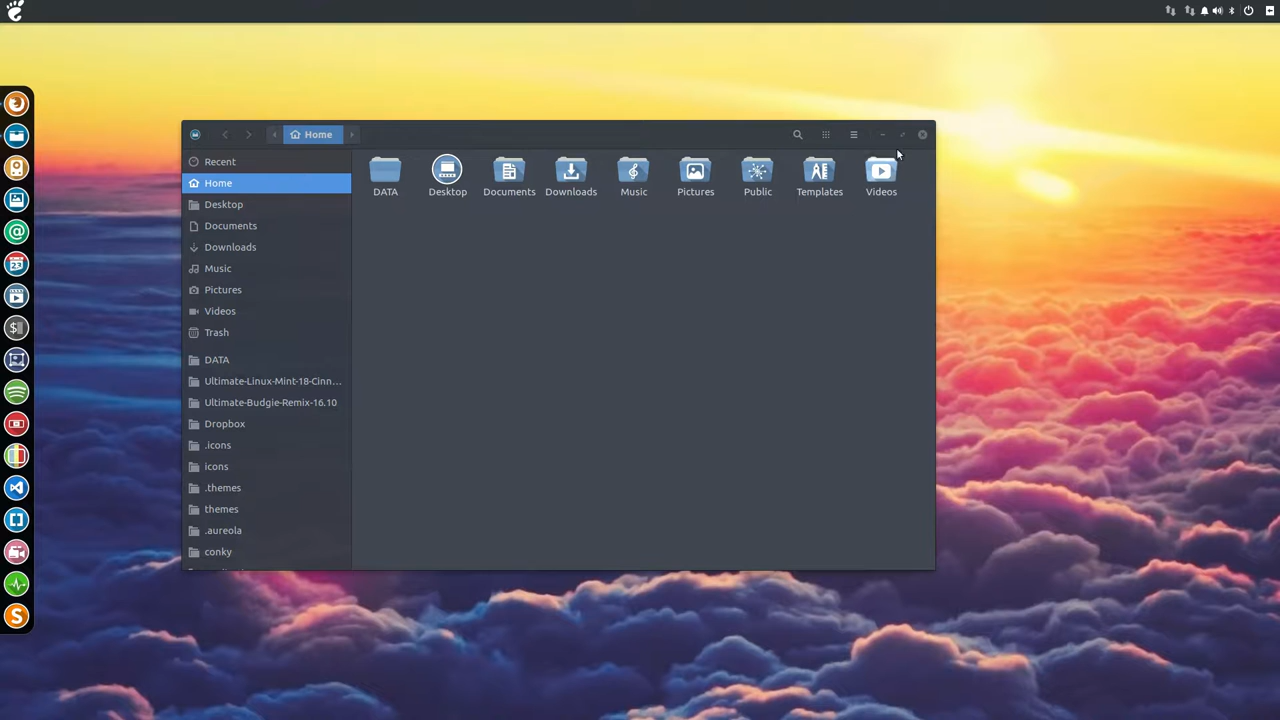 Home
Recent
Home
Desktop
Documents
Downloads
Music
Pictures
Videos
Trash
DATA
Ultimate-Linux-Mint-18-Cinn...
Ultimate-Budgie-Remix-16.10
Dropbox
.icons
icons
.themes
themes
.aureola
conky
DATA
Desktop
Documents
Downloads
Music
Pictures
Public
Templates
Videos
23
$
S